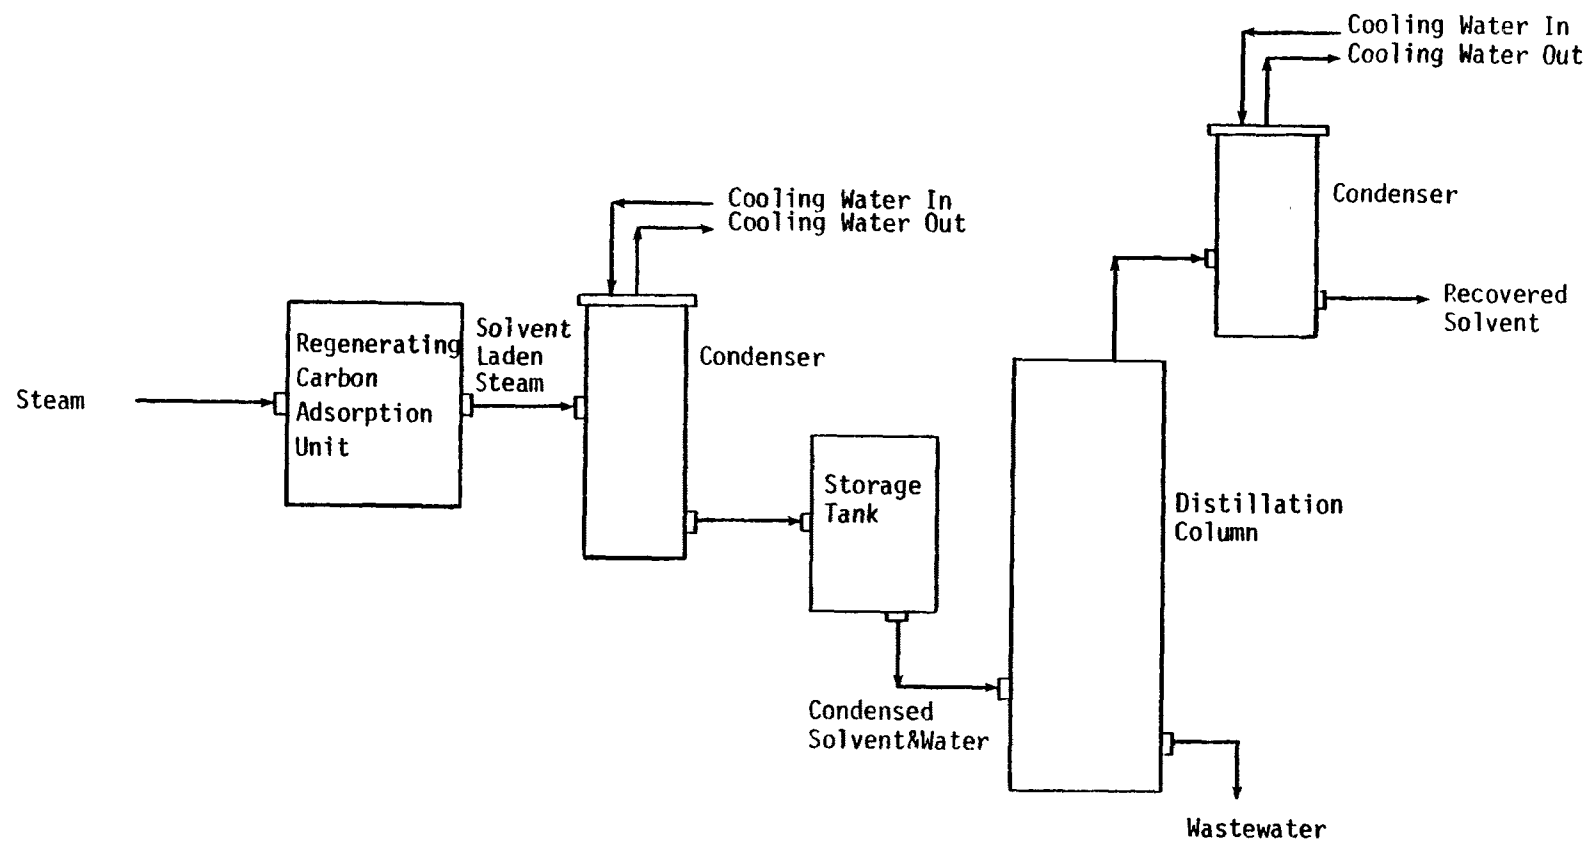 Cooling Water In
Cooling Water Out
Condenser
Recovered
Solvent
Cooling Water In
Cooling Water Out
Condenser
Solvent
Laden
Steam
Regenerating
Carbon
Adsorption
Unit
Steam
Storage
Tank
Distillation
Column
Condensed
Solvent&Water
Wastewater